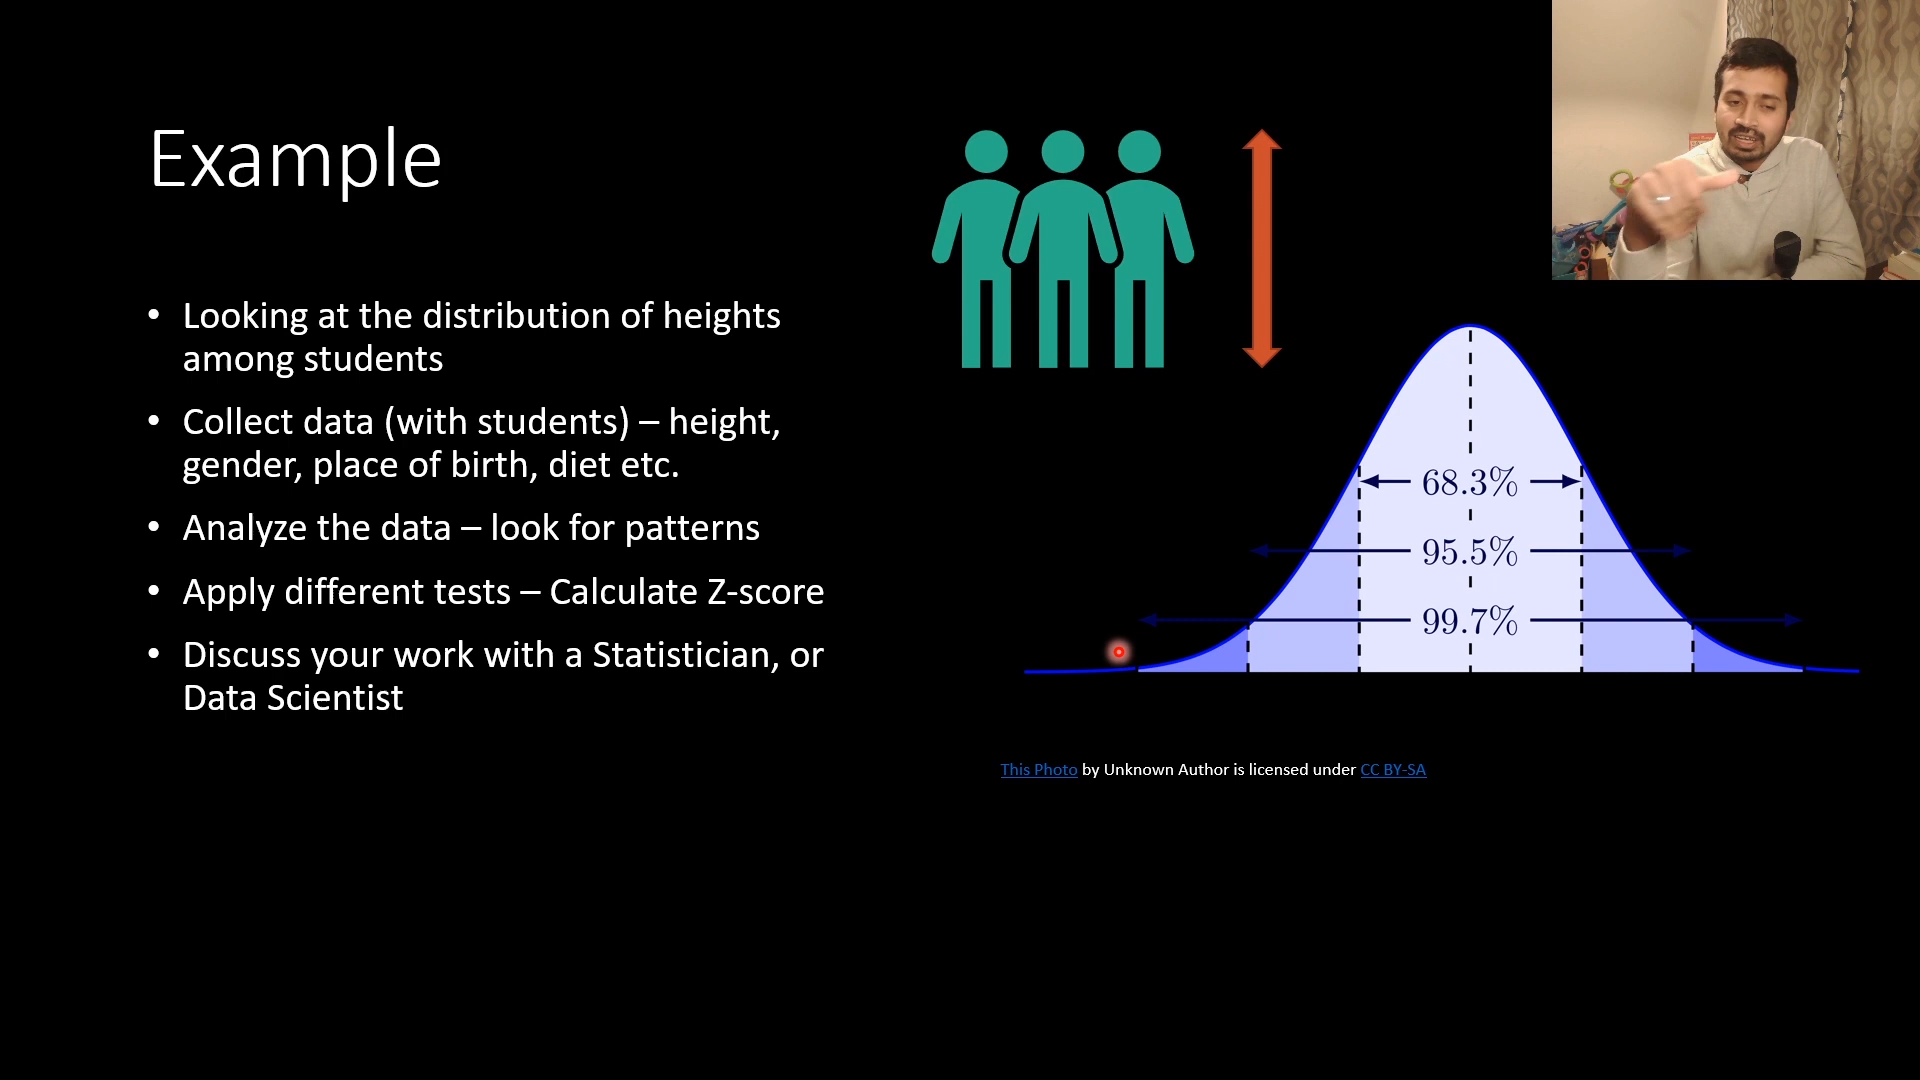 Example
• Looking at the distribution of heights
among students
• Collect data (with students) – height,
gender, place of birth, diet etc.
• Analyze the data – look for patterns
• Apply different tests – Calculate Z-score
• Discuss your work with a Statistician, or
Data Scientist
68.3%
95.5%
99.7%
This Photo by Unknown Author is licensed under CC BY-SA